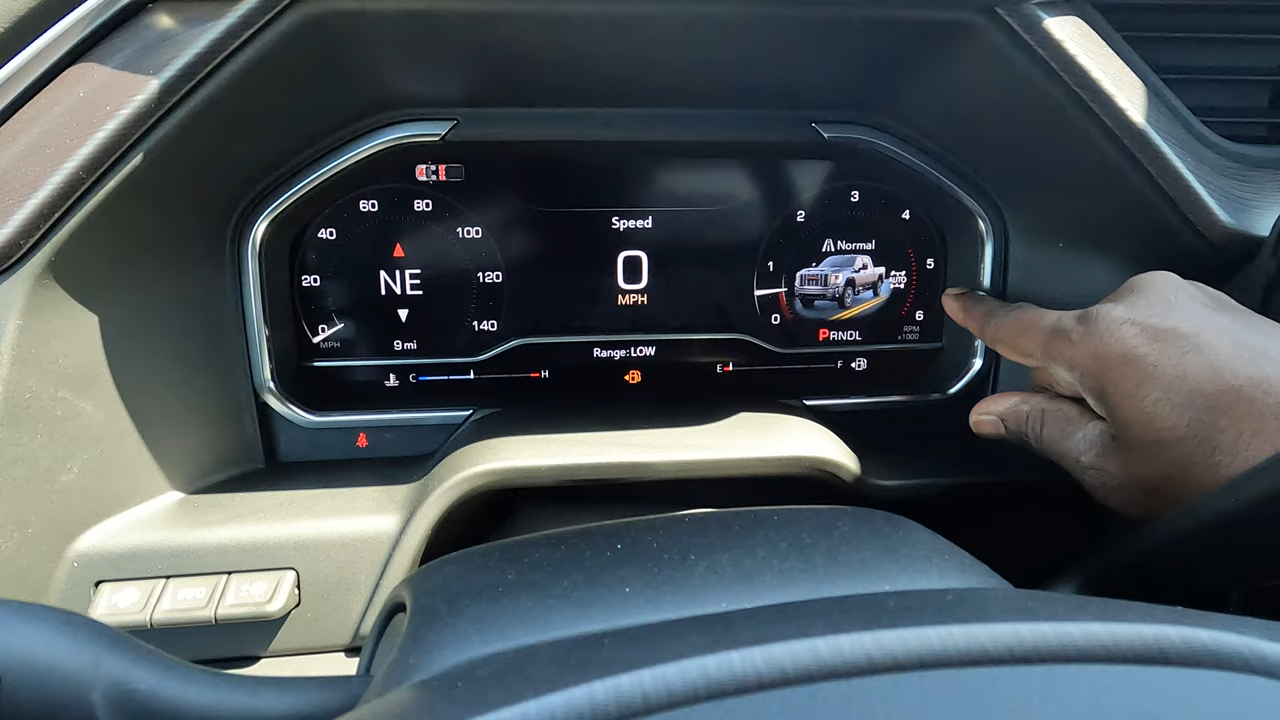 60 80
40 100
20 NE 120
0 140
MPH
9 mi
Speed
0
MPH
Range: LOW
C H
E F
2 3 4
1 5
0 6
Normal
AUTO
PRNDL
RPM
x1000